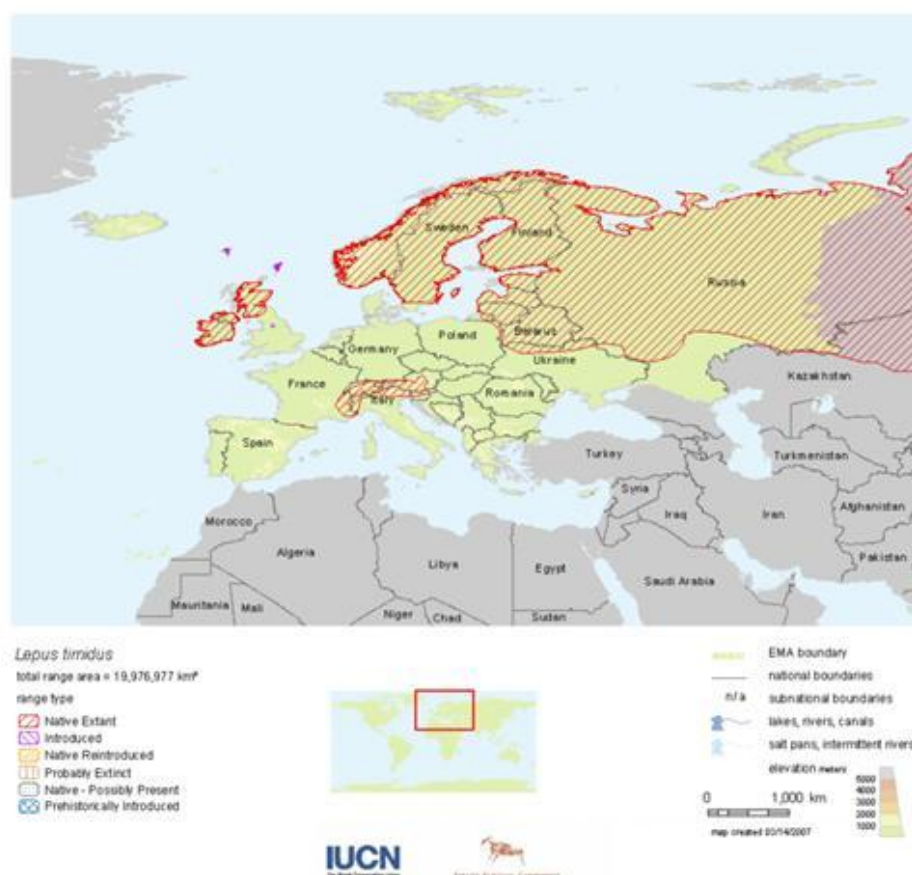 Sweden
Finland
Russia
Belarus
Poland
Germany
Ukraine
Kazakhstan
France
Romania
Italy
Spain
Turkey
Turkmenistan
Syria
Morocco
Iraq
Iran
Afghanistan
Algeria
Libya
Egypt
Pakistan
Saudi Arabia
Mauritania
Mali
Niger
Chad
Sudan
Lepus timidus
total range area = 19,976,977 km²
range type
Native Extant
Introduced
Native Reintroduced
Probably Extinct
Native - Possibly Present
Prehistorically Introduced
EMA boundary
national boundaries
n/a subnational boundaries
lakes, rivers, canals
salt pans, intermittent rivers
elevation
5000
4000
3000
2000
1000
0 1,000 km
map created 03/14/2007
IUCN